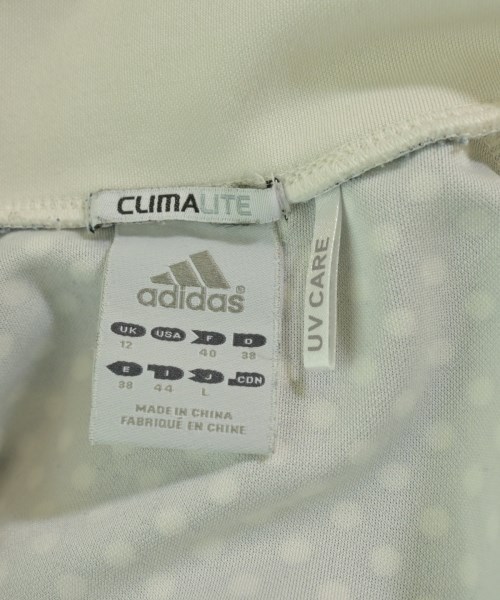 CLIMALITE
adidas
UK USA F D
12 40 38
E I J CDN
38 44 L
MADE IN CHINA
FABRIQUÉ EN CHINE
UV CARE